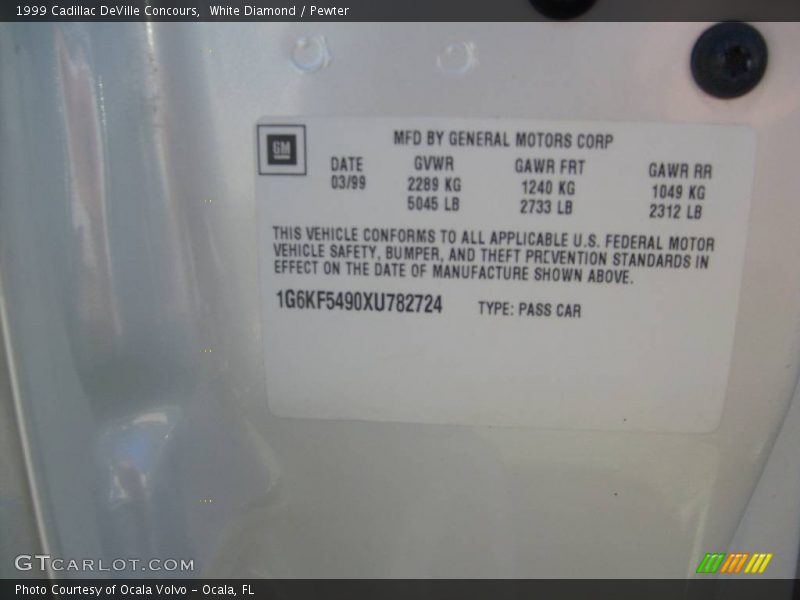 1999 Cadillac DeVille Concours, White Diamond / Pewter
GM
MFD BY GENERAL MOTORS CORP
DATE GVWR GAWR FRT GAWR RR
03/99 2289 KG 1240 KG 1049 KG
5045 LB 2733 LB 2312 LB
THIS VEHICLE CONFORMS TO ALL APPLICABLE U.S. FEDERAL MOTOR
VEHICLE SAFETY, BUMPER, AND THEFT PREVENTION STANDARDS IN
EFFECT ON THE DATE OF MANUFACTURE SHOWN ABOVE.
1G6KF5490XU782724 TYPE: PASS CAR
GTCARLOT.COM
Photo Courtesy of Ocala Volvo - Ocala, FL